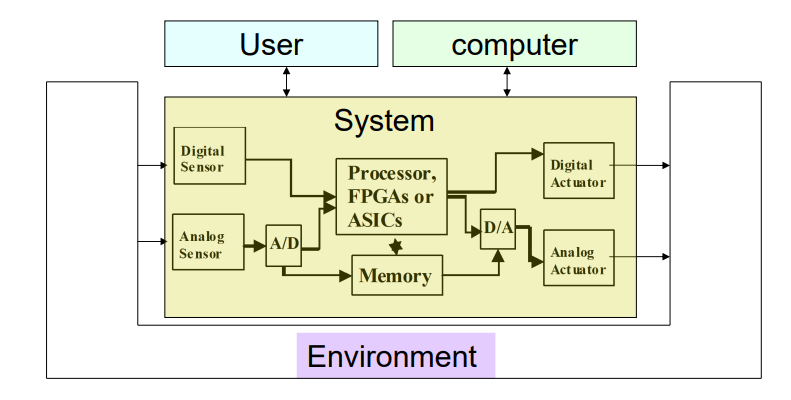 User
computer
System
Digital
Sensor
Processor,
FPGAs or
ASICs
Digital
Actuator
Analog
Sensor
A/D
D/A
Memory
Analog
Actuator
Environment